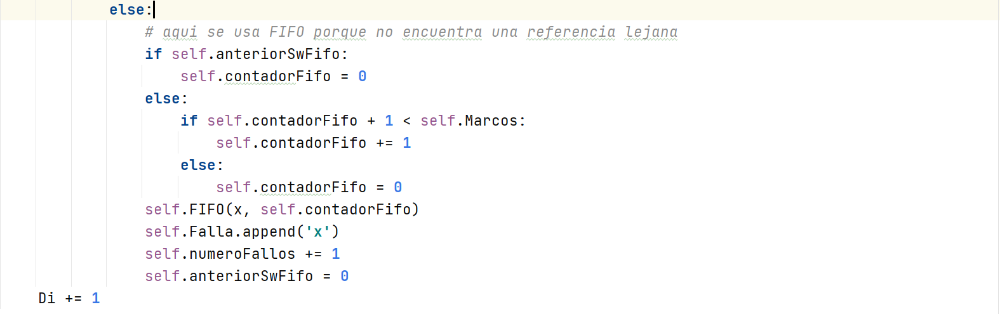 else:
# aqui se usa FIFO porque no encuentra una referencia lejana
if self.anteriorSwFifo:
self.contadorFifo = 0
else:
if self.contadorFifo + 1 < self.Marcos:
self.contadorFifo += 1
else:
self.contadorFifo = 0
self.FIFO(x, self.contadorFifo)
self.Falla.append('x')
self.numeroFallos += 1
self.anteriorSwFifo = 0
Di += 1